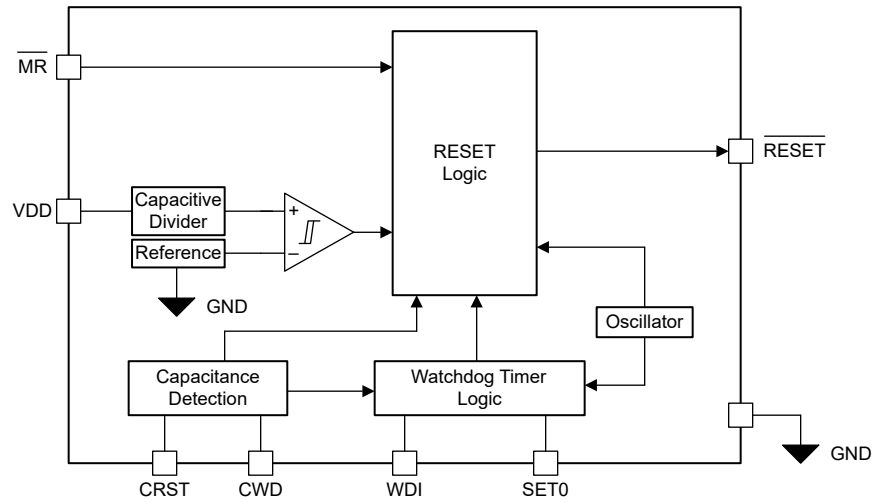 MR
RESET
Logic
RESET
VDD
Capacitive
Divider
+
Reference
−
GND
Oscillator
Capacitance
Detection
Watchdog Timer
Logic
GND
CRST
CWD
WDI
SET0